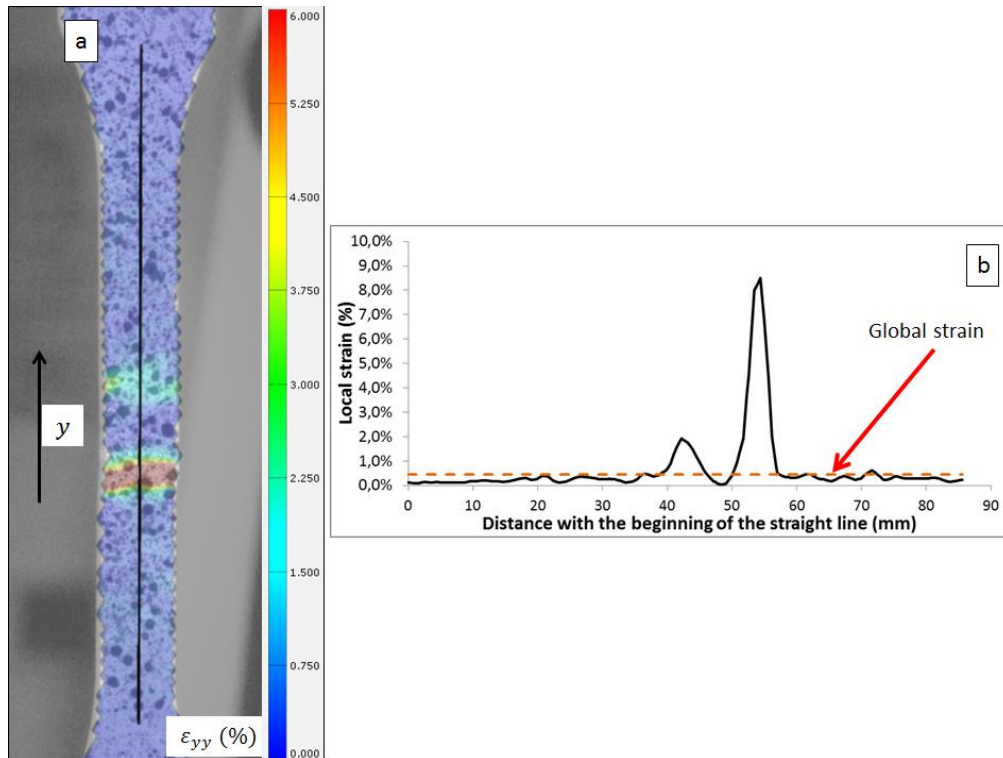 a
6.000
5.250
4.500
3.750
3.000
2.250
1.500
0.750
0.000
y
εyy (%)
b
10,0%
9,0%
8,0%
7,0%
6,0%
5,0%
4,0%
3,0%
2,0%
1,0%
0,0%
Local strain (%)
Global strain
0 10 20 30 40 50 60 70 80 90
Distance with the beginning of the straight line (mm)